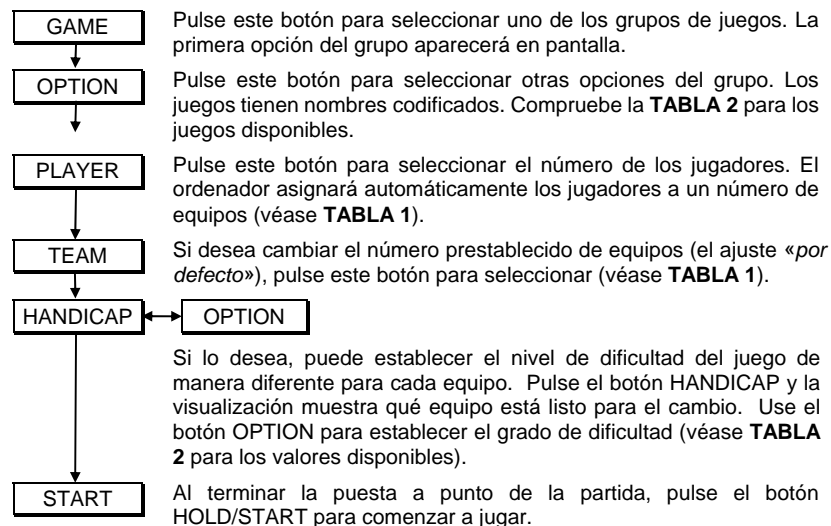 GAME
Pulse este botón para seleccionar uno de los grupos de juegos. La
primera opción del grupo aparecerá en pantalla.
OPTION
Pulse este botón para seleccionar otras opciones del grupo. Los
juegos tienen nombres codificados. Compruebe la TABLA 2 para los
juegos disponibles.
PLAYER
Pulse este botón para seleccionar el número de los jugadores. El
ordenador asignará automáticamente los jugadores a un número de
equipos (véase TABLA 1).
TEAM
Si desea cambiar el número prestablecido de equipos (el ajuste «por
defecto»), pulse este botón para seleccionar (véase TABLA 1).
HANDICAP OPTION
Si lo desea, puede establecer el nivel de dificultad del juego de
manera diferente para cada equipo. Pulse el botón HANDICAP y la
visualización muestra qué equipo está listo para el cambio. Use el
botón OPTION para establecer el grado de dificultad (véase TABLA
2 para los valores disponibles).
START
Al terminar la puesta a punto de la partida, pulse el botón
HOLD/START para comenzar a jugar.